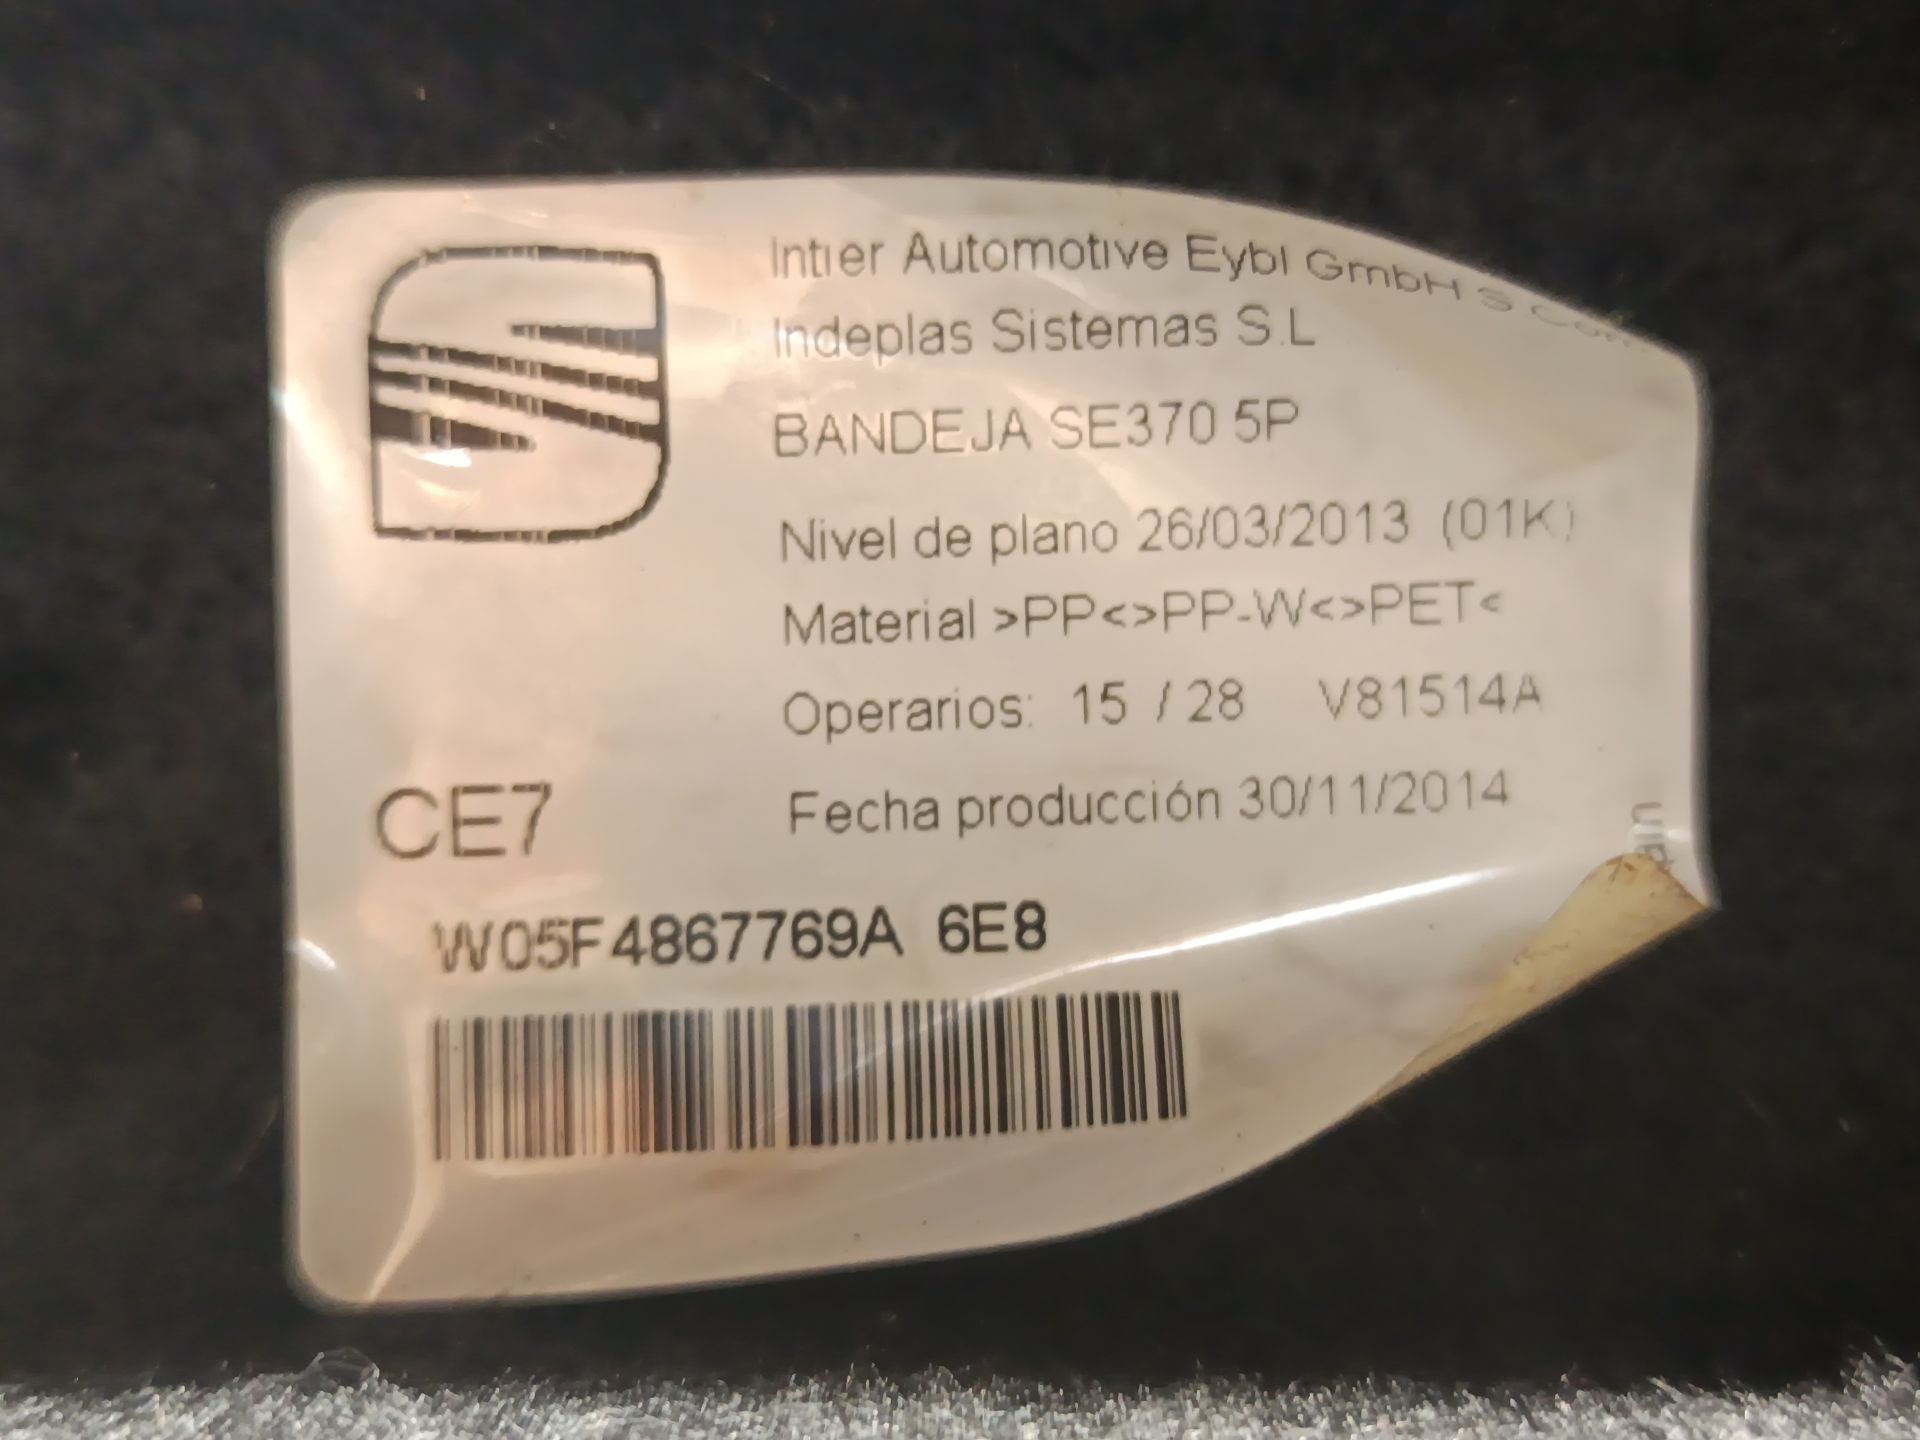 Intier Automotive Eybl GmbH
Indeplas Sistemas S.L
BANDEJA SE370 5P
Nivel de plano 26/03/2013 (01K)
Material >PP<>PP-W<>PET<
Operarios: 15 / 28 V81514A
Fecha producción 30/11/2014
CE7
W05F4867769A 6E8